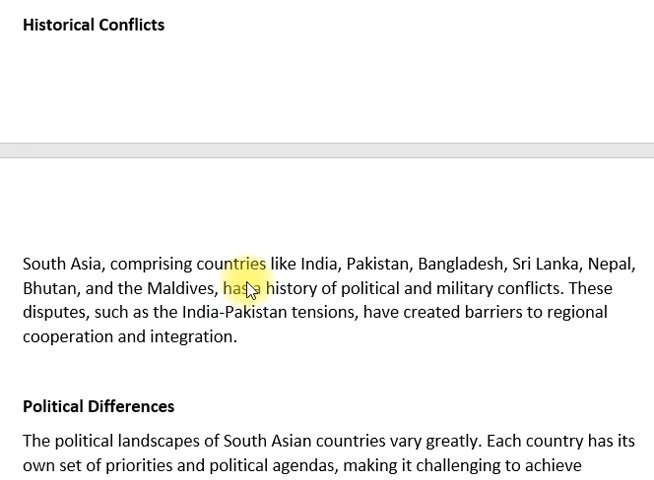 Historical Conflicts
South Asia, comprising countries like India, Pakistan, Bangladesh, Sri Lanka, Nepal,
Bhutan, and the Maldives, has a history of political and military conflicts. These
disputes, such as the India-Pakistan tensions, have created barriers to regional
cooperation and integration.
Political Differences
The political landscapes of South Asian countries vary greatly. Each country has its
own set of priorities and political agendas, making it challenging to achieve